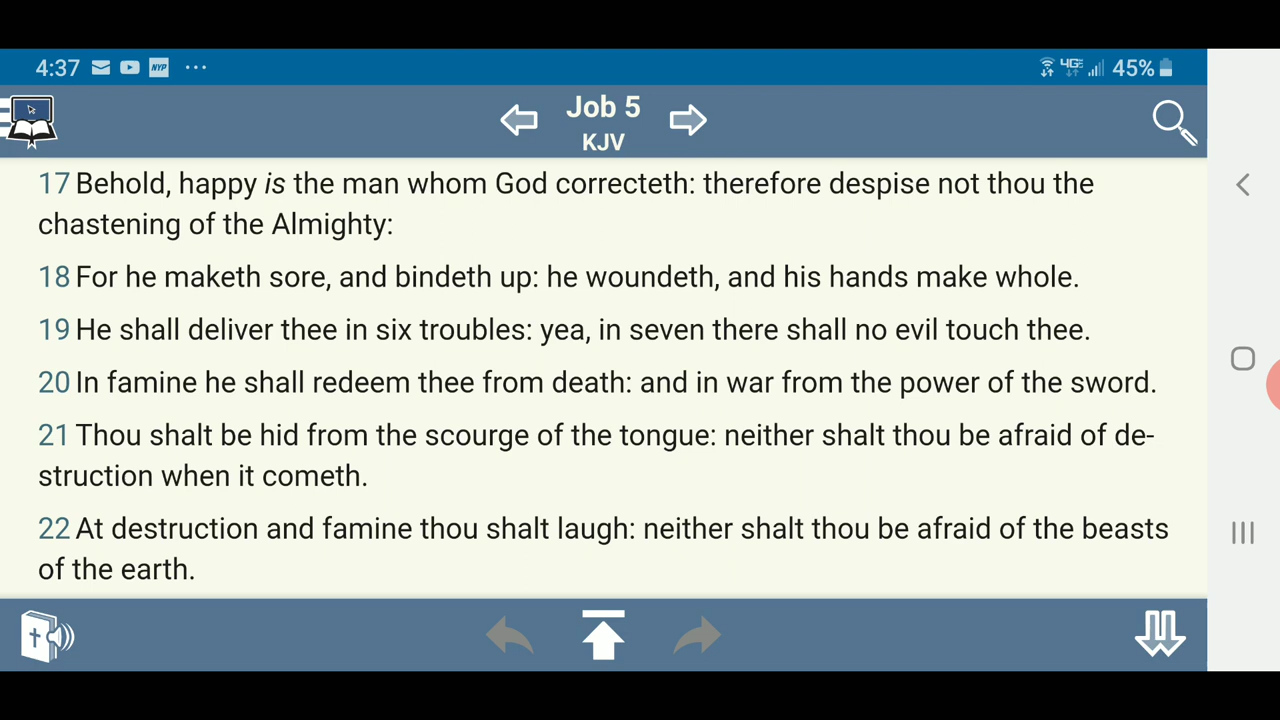 4:37 NYP ... 4GE 45%
Job 5
KJV
17 Behold, happy is the man whom God correcteth: therefore despise not thou the
chastening of the Almighty:
18 For he maketh sore, and bindeth up: he woundeth, and his hands make whole.
19 He shall deliver thee in six troubles: yea, in seven there shall no evil touch thee.
20 In famine he shall redeem thee from death: and in war from the power of the sword.
21 Thou shalt be hid from the scourge of the tongue: neither shalt thou be afraid of de-
struction when it cometh.
22 At destruction and famine thou shalt laugh: neither shalt thou be afraid of the beasts
of the earth.